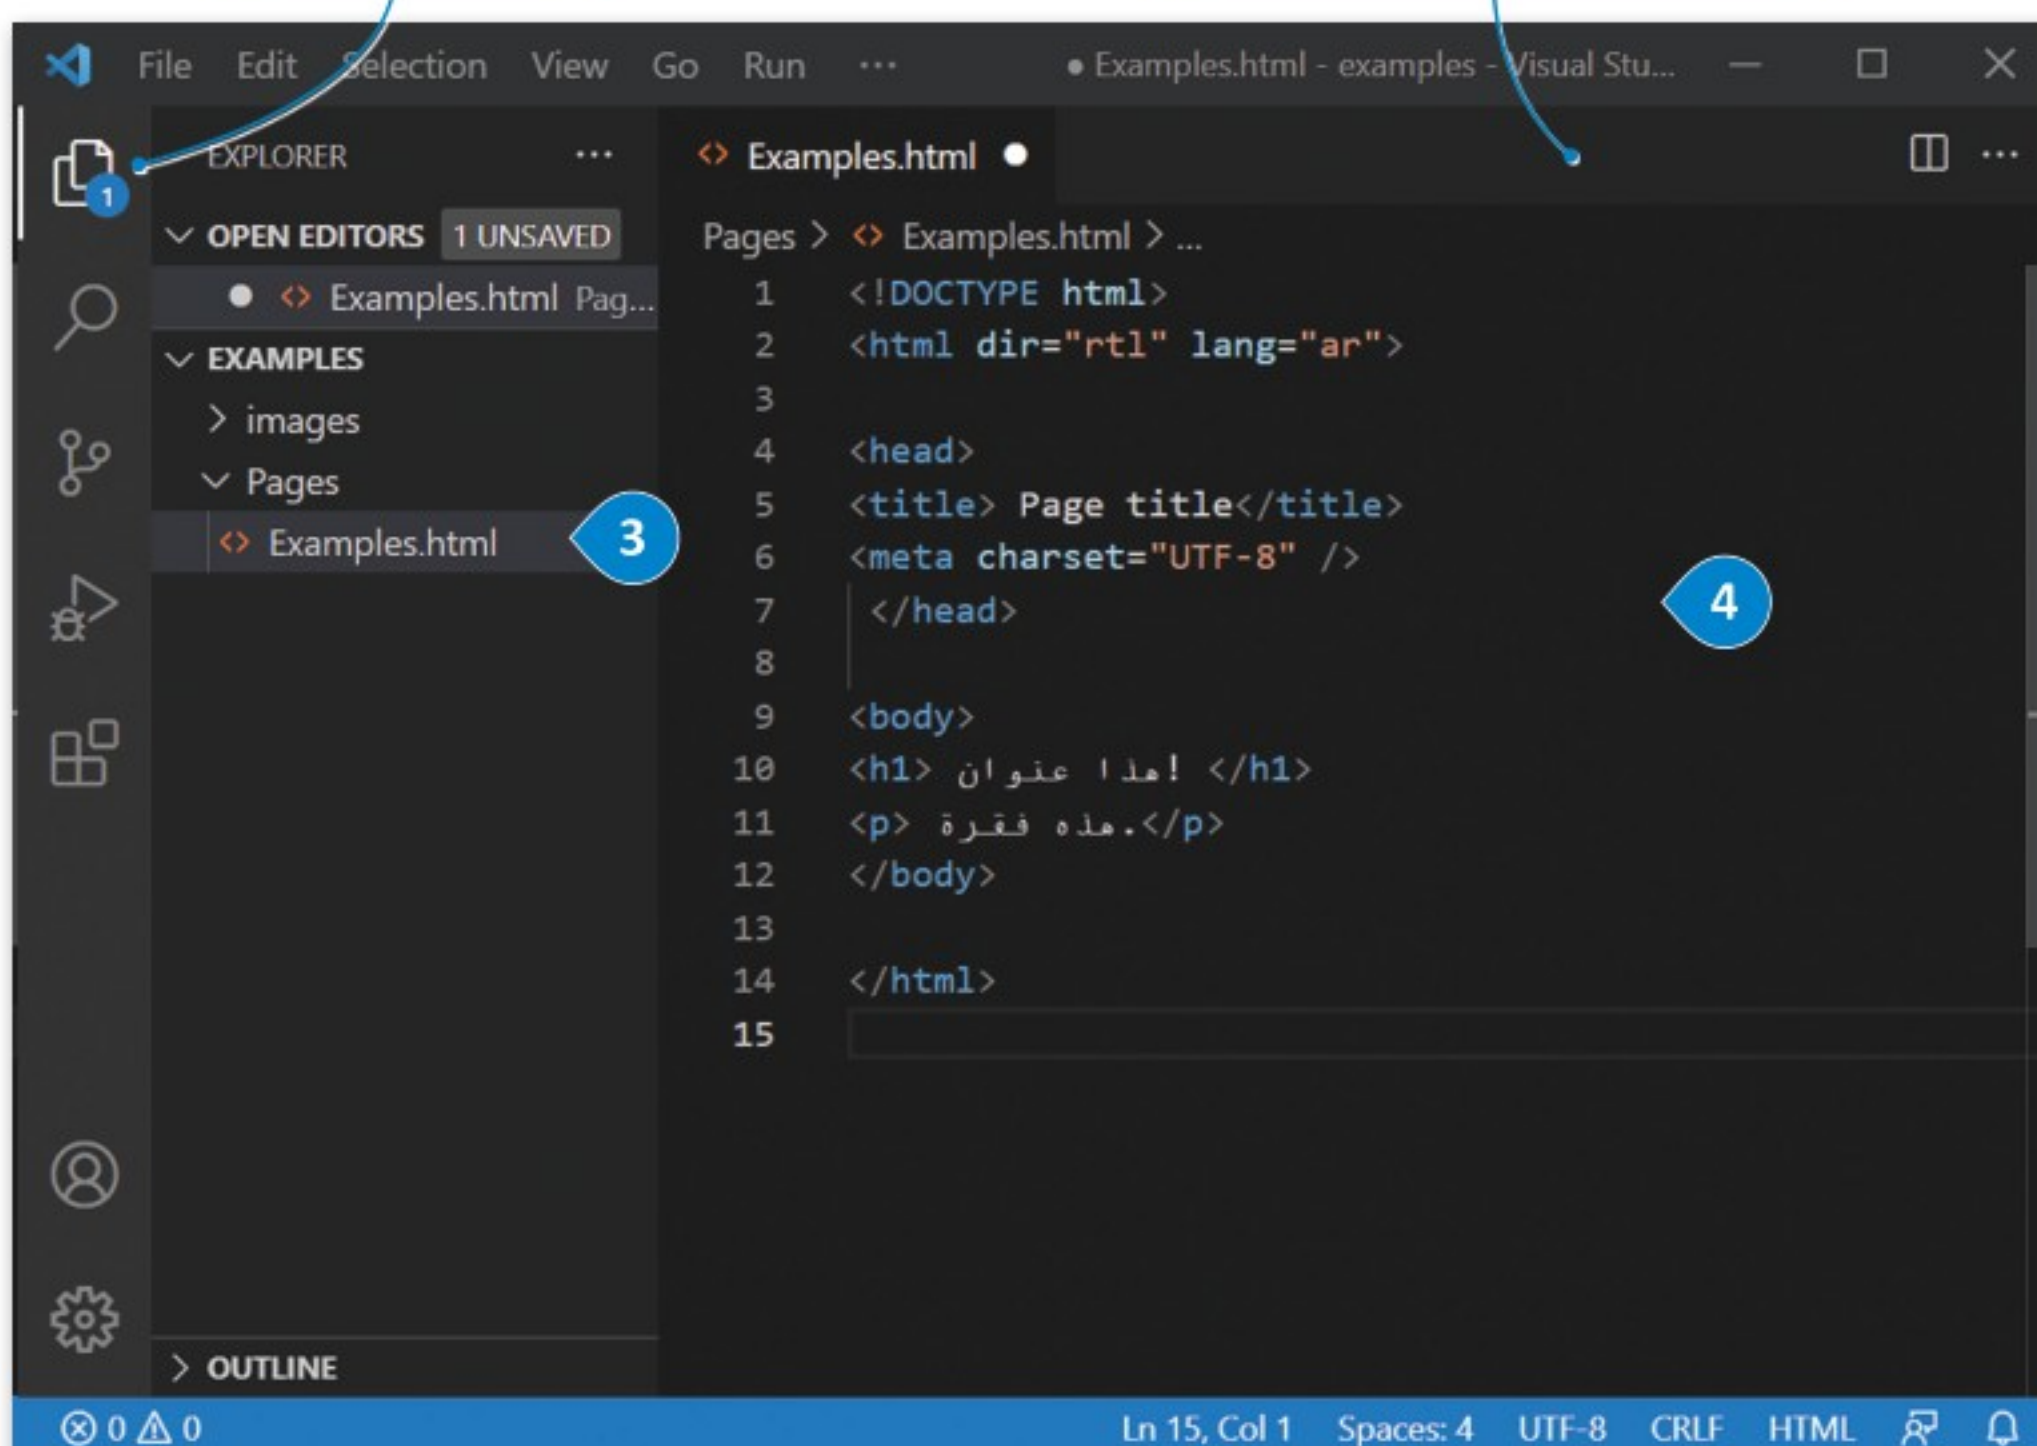 File Edit Selection View Go Run ... ● Examples.html - examples - Visual Stu...
EXPLORER ...
1
OPEN EDITORS 1 UNSAVED
● <> Examples.html Pag...
EXAMPLES
> images
Pages
<> Examples.html
3
OUTLINE
<> Examples.html ●
...
Pages > <> Examples.html > ...
1 <!DOCTYPE html>
2 <html dir="rtl" lang="ar">
3
4 <head>
5 <title> Page title</title>
6 <meta charset="UTF-8" />
7 </head>
8
9 <body>
10 <h1> هذا عنوان! </h1>
11 <p> هذه فقرة.</p>
12 </body>
13
14 </html>
15
4
0 0
Ln 15, Col 1 Spaces: 4 UTF-8 CRLF HTML